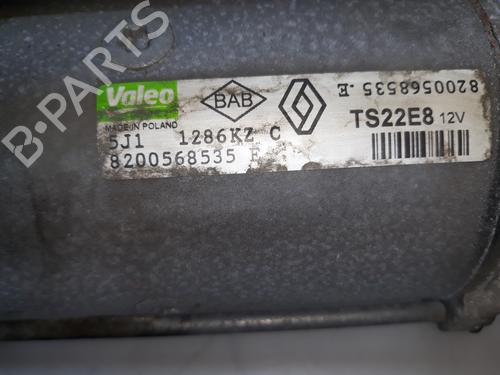 Valeo
MADE IN POLAND
BAB
5J1 1286KZ C
8200568535 E
TS22E8 12V
8200568535 .E
B-PARTS